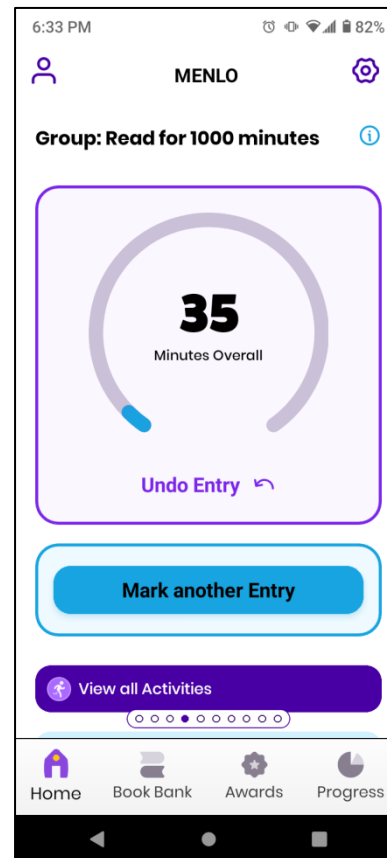 6:33 PM 82%
MENLO
Group: Read for 1000 minutes
35
Minutes Overall
Undo Entry
Mark another Entry
View all Activities
Home Book Bank Awards Progress